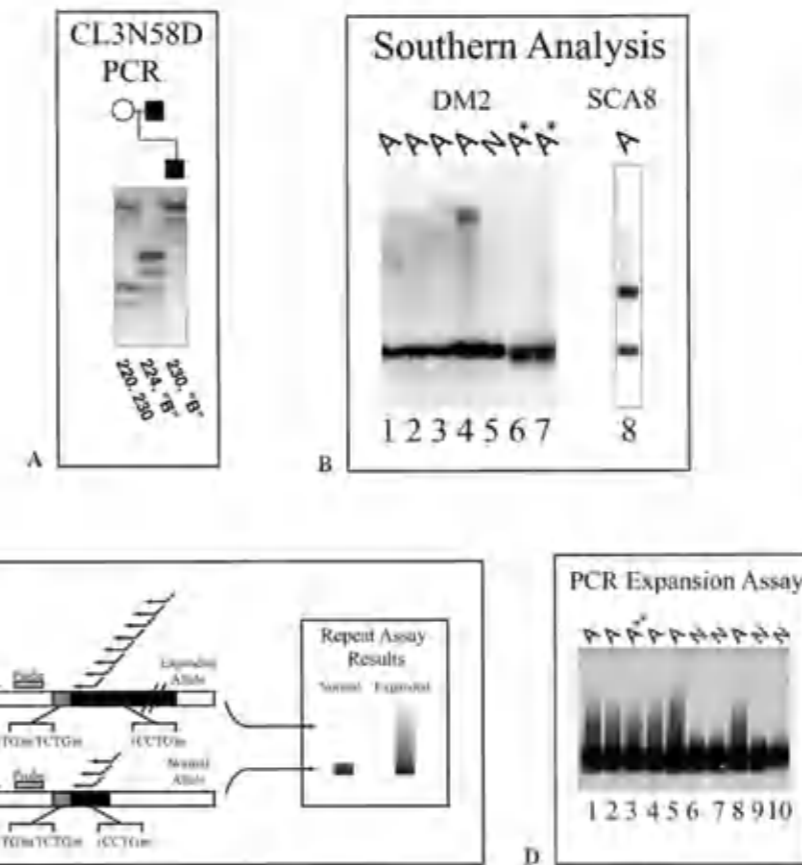 CL3N58D
PCR
220, 230
224, "B"
230, "B"
A
Southern Analysis
DM2
SCA8
A A A A N A* A*
A
1 2 3 4 5 6 7
8
B
Probe
Expanded
Allele
Probe
Normal
Allele
Repeat Assay
Results
Normal Expanded
PCR Expansion Assay
1 2 3 4 5 6 7 8 9 10
D